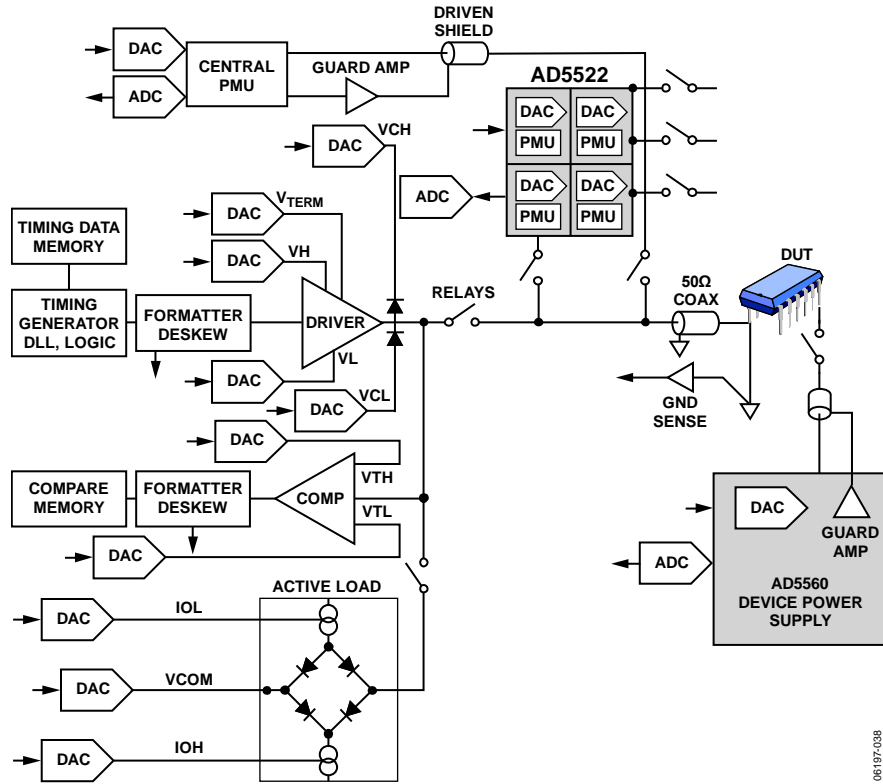 DRIVEN
SHIELD
DAC
ADC
CENTRAL
PMU
GUARD AMP
AD5522
DAC
DAC
PMU
PMU
DAC
DAC
PMU
PMU
ADC
DAC
VCH
DAC
VTERM
DAC
VH
TIMING DATA
MEMORY
TIMING
GENERATOR
DLL, LOGIC
FORMATTER
DESKEW
DRIVER
RELAYS
50Ω
COAX
DUT
VL
DAC
VCL
DAC
GND
SENSE
DAC
VTH
COMPARE
MEMORY
FORMATTER
DESKEW
COMP
VTL
DAC
DAC
GUARD
AMP
ADC
AD5560
DEVICE POWER
SUPPLY
ACTIVE LOAD
DAC
IOL
DAC
VCOM
DAC
IOH
06197-038